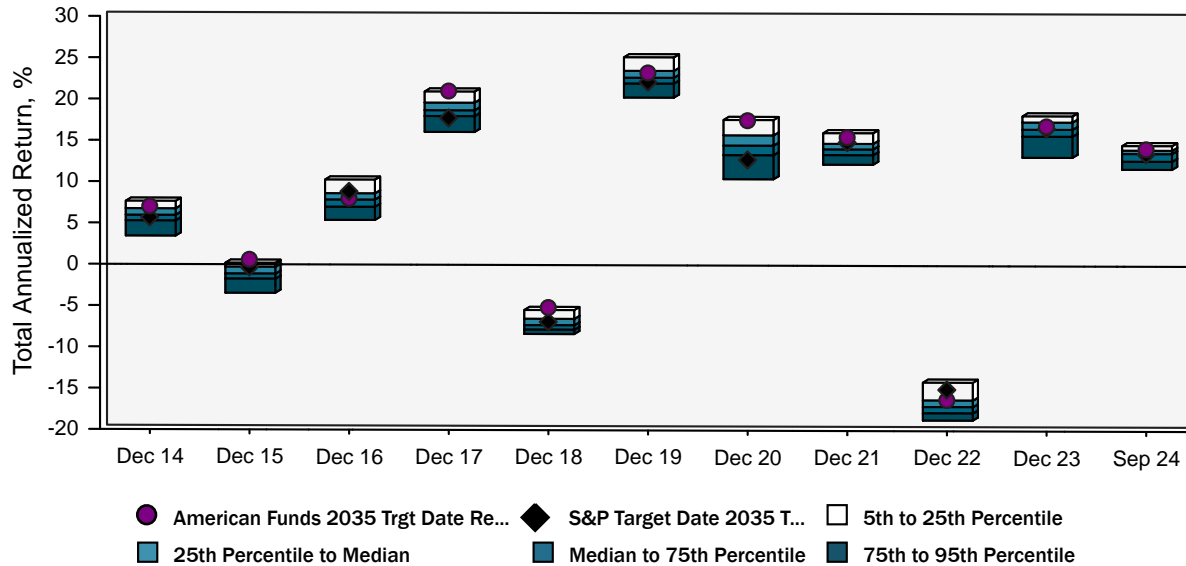 Total Annualized Return, %
30
25
20
15
10
5
0
-5
-10
-15
-20
Dec 14 Dec 15 Dec 16 Dec 17 Dec 18 Dec 19 Dec 20 Dec 21 Dec 22 Dec 23 Sep 24
American Funds 2035 Trgt Date Re... S&P Target Date 2035 T... 5th to 25th Percentile
25th Percentile to Median Median to 75th Percentile 75th to 95th Percentile